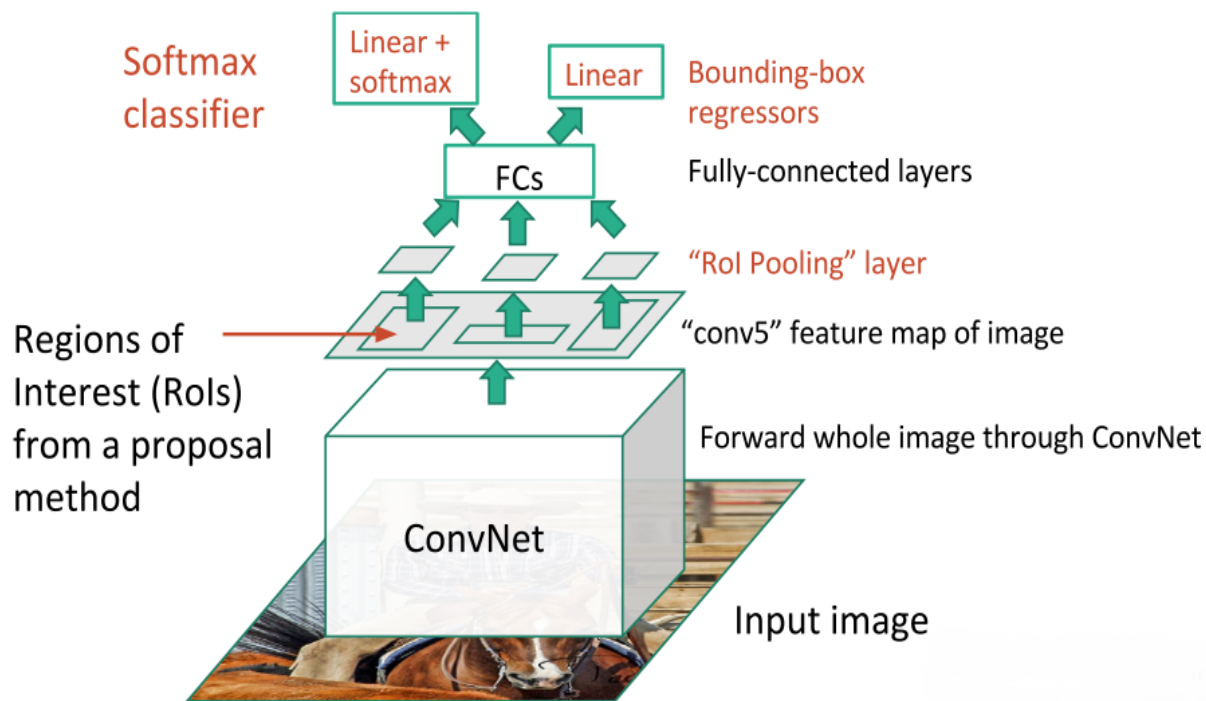 Softmax
classifier
Linear +
softmax
Linear
Bounding-box
regressors
FCs
Fully-connected layers
“RoI Pooling” layer
Regions of
Interest (RoIs)
from a proposal
method
“conv5” feature map of image
Forward whole image through ConvNet
ConvNet
Input image